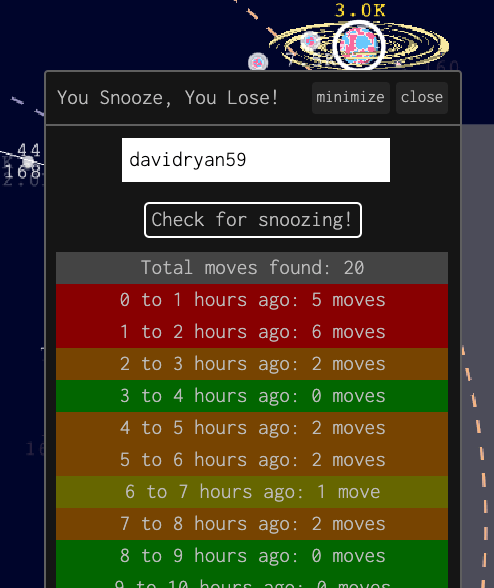 3.0K
You Snooze, You Lose!
minimize
close
44
168
davidryan59
Check for snoozing!
Total moves found: 20
0 to 1 hours ago: 5 moves
1 to 2 hours ago: 6 moves
2 to 3 hours ago: 2 moves
3 to 4 hours ago: 0 moves
4 to 5 hours ago: 2 moves
5 to 6 hours ago: 2 moves
6 to 7 hours ago: 1 move
7 to 8 hours ago: 2 moves
8 to 9 hours ago: 0 moves
9 to 10 hours ago: 0 moves